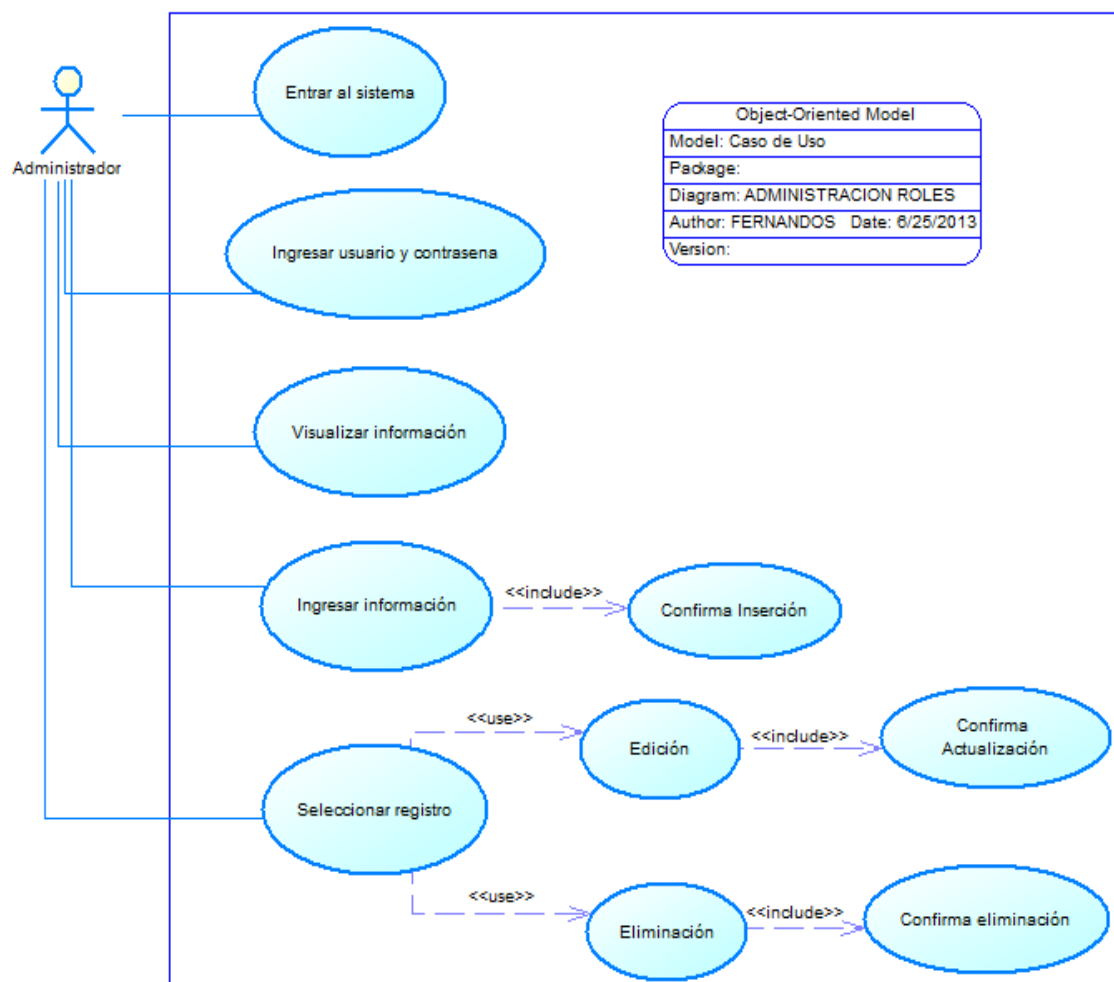 Entrar al sistema
Administrador
Object-Oriented Model
Model: Caso de Uso
Package:
Diagram: ADMINISTRACION ROLES
Author: FERNANDOS Date: 6/25/2013
Version:
Ingresar usuario y contrasena
Visualizar información
Ingresar información
<<include>>
Confirma Inserción
Seleccionar registro
<<use>>
Edición
<<include>>
Confirma
Actualización
<<use>>
Eliminación
<<include>>
Confirma eliminación